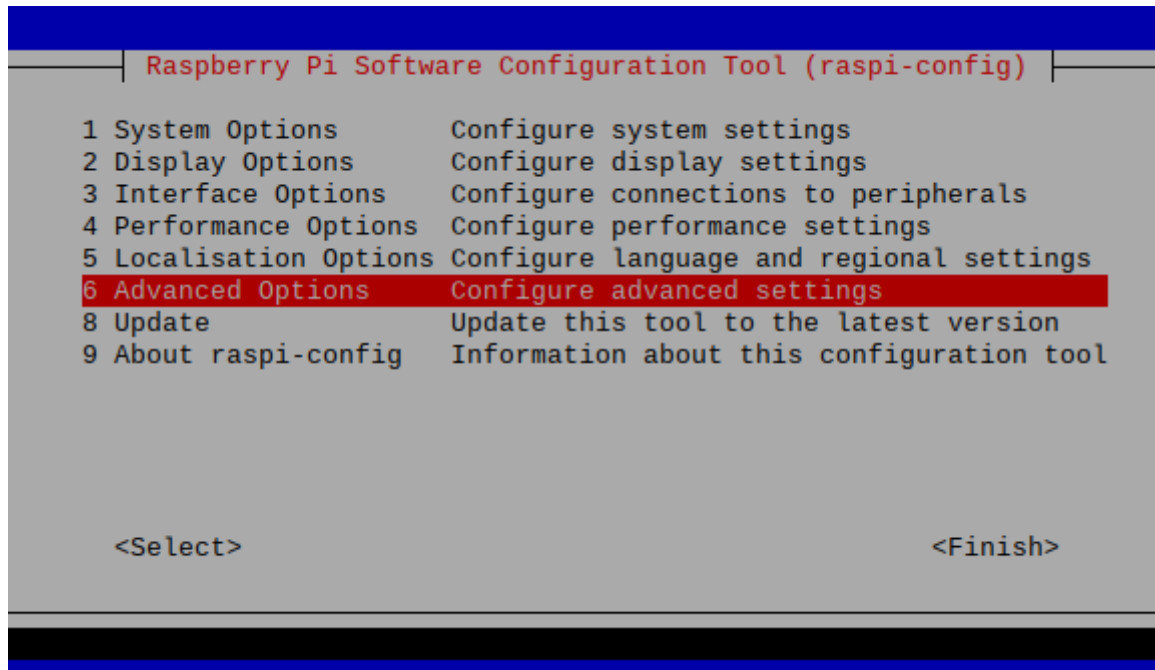 Raspberry Pi Software Configuration Tool (raspi-config)
1 System Options Configure system settings
2 Display Options Configure display settings
3 Interface Options Configure connections to peripherals
4 Performance Options Configure performance settings
5 Localisation Options Configure language and regional settings
6 Advanced Options Configure advanced settings
8 Update Update this tool to the latest version
9 About raspi-config Information about this configuration tool
<Select> <Finish>